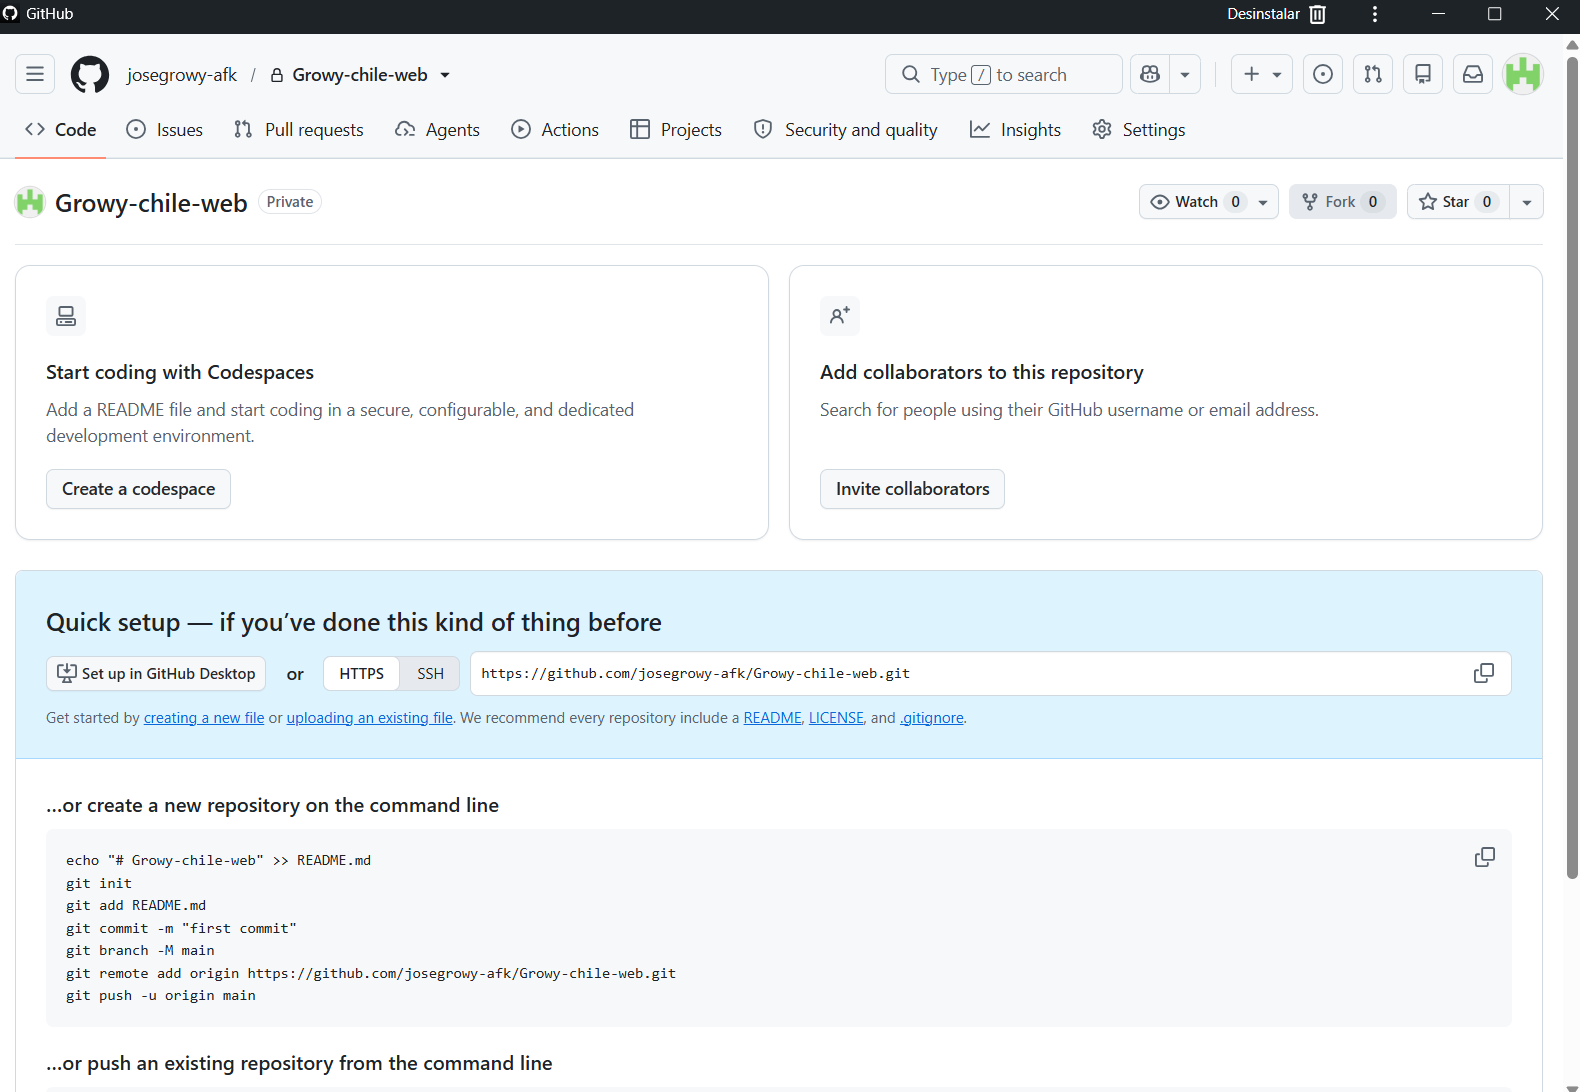 GitHub
Desinstalar
josegrowy-afk / Growy-chile-web
Type / to search
Code
Issues
Pull requests
Agents
Actions
Projects
Security and quality
Insights
Settings
Growy-chile-web Private
Watch 0
Fork 0
Star 0
Start coding with Codespaces
Add a README file and start coding in a secure, configurable, and dedicated
development environment.
Create a codespace
Add collaborators to this repository
Search for people using their GitHub username or email address.
Invite collaborators
Quick setup — if you’ve done this kind of thing before
Set up in GitHub Desktop or HTTPS SSH https://github.com/josegrowy-afk/Growy-chile-web.git
Get started by creating a new file or uploading an existing file. We recommend every repository include a README, LICENSE, and .gitignore.
…or create a new repository on the command line
echo "# Growy-chile-web" >> README.md
git init
git add README.md
git commit -m "first commit"
git branch -M main
git remote add origin https://github.com/josegrowy-afk/Growy-chile-web.git
git push -u origin main
…or push an existing repository from the command line